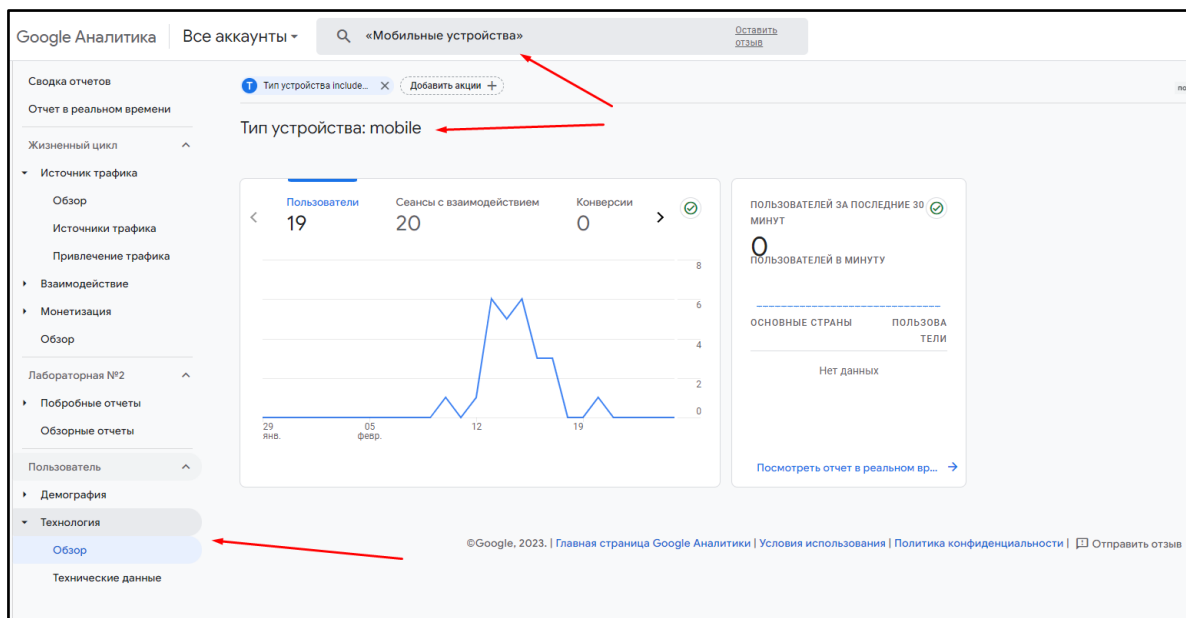 Google Аналитика
Все аккаунты
«Мобильные устройства»
Оставить
отзыв
Сводка отчетов
Отчет в реальном времени
Жизненный цикл
Источник трафика
Обзор
Источники трафика
Привлечение трафика
Взаимодействие
Монетизация
Обзор
Лабораторная №2
Побробные отчеты
Обзорные отчеты
Пользователь
Демография
Технология
Обзор
Технические данные
T Тип устройства include...
Добавить акции
Тип устройства: mobile
Пользователи
19
Сеансы с взаимодействием
20
Конверсии
0
8
6
4
2
0
29
янв.
05
февр.
12
19
ПОЛЬЗОВАТЕЛЕЙ ЗА ПОСЛЕДНИЕ 30
МИНУТ
0
ПОЛЬЗОВАТЕЛЕЙ В МИНУТУ
ОСНОВНЫЕ СТРАНЫ
ПОЛЬЗОВА
ТЕЛИ
Нет данных
Посмотреть отчет в реальном вр...
©Google, 2023. | Главная страница Google Аналитики | Условия использования | Политика конфиденциальности | Отправить отзыв